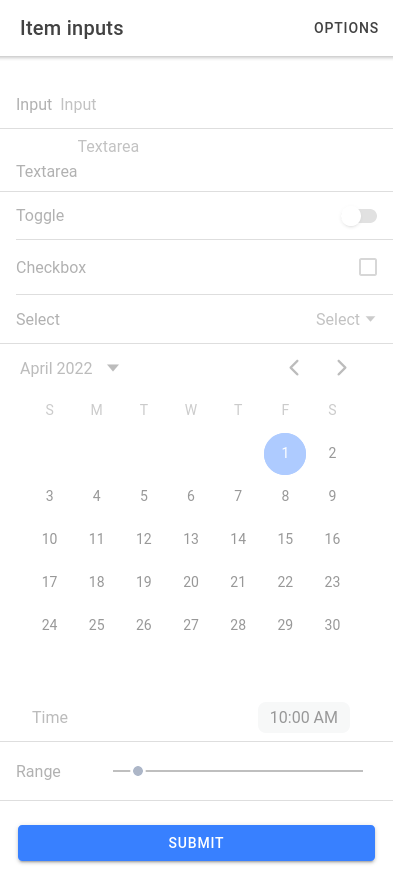 Item inputs OPTIONS
Input Input
Textarea
Textarea
Toggle
Checkbox
Select Select
April 2022
S M T W T F S
1 2
3 4 5 6 7 8 9
10 11 12 13 14 15 16
17 18 19 20 21 22 23
24 25 26 27 28 29 30
Time 10:00 AM
Range
SUBMIT